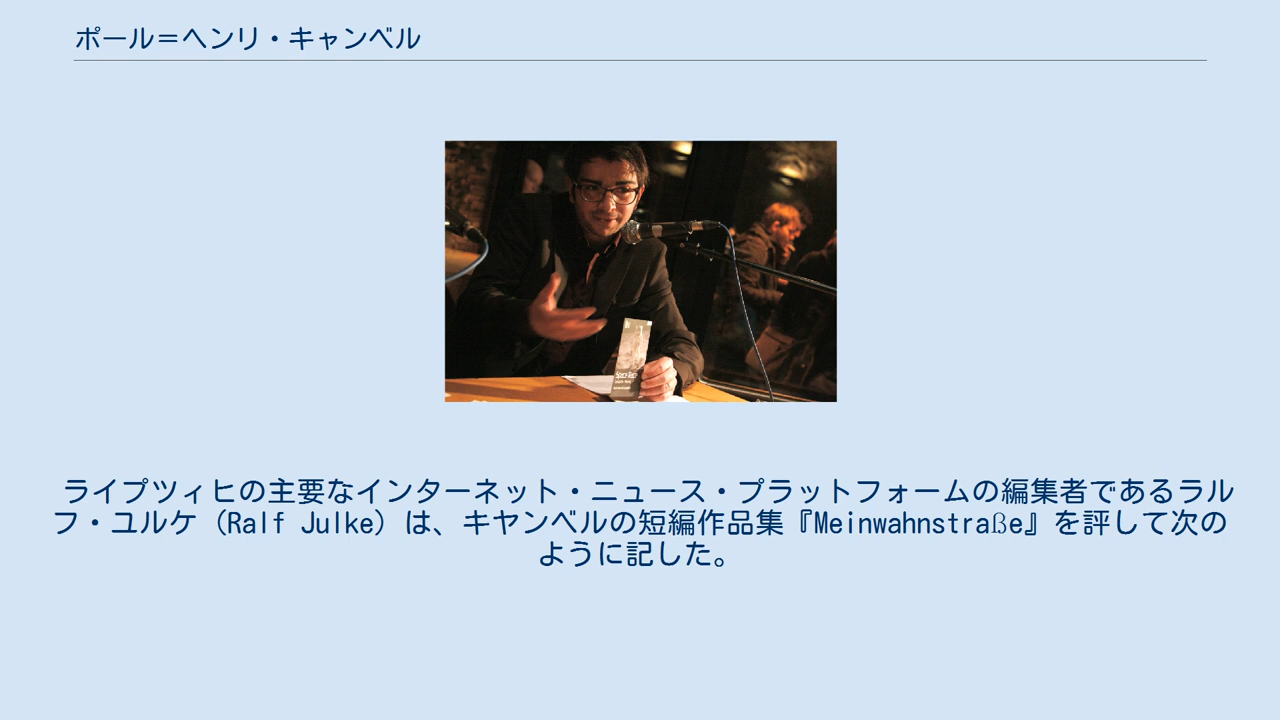 ポール＝ヘンリ・キャンベル
ライプツィヒの主要なインターネット・ニュース・プラットフォームの編集者であるラル
フ・ユルケ（Ralf Julke）は、キヤンベルの短編作品集『Meinwahnstraße』を評して次の
ように記した。